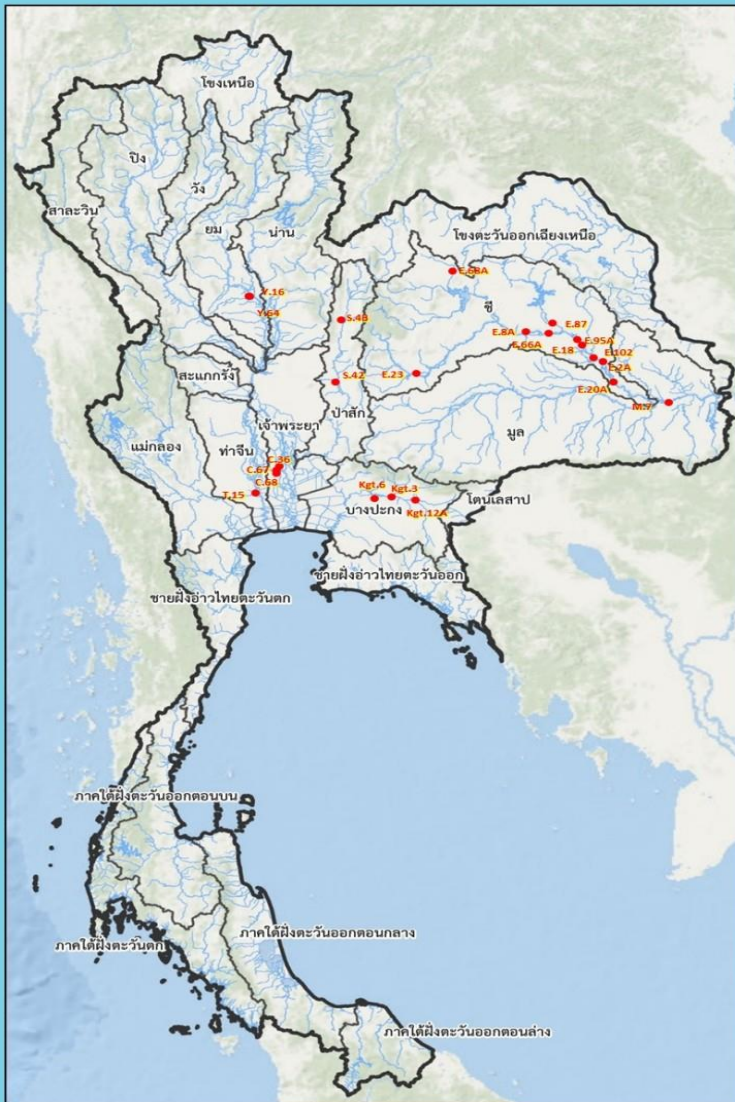 โขงเหนือ
ปิง
วัง
สาละวิน
ยม
น่าน
โขงตะวันออกเฉียงเหนือ
E.68A
Y.16
Y.64
S.4B
ชี
E.87
E.8A
E.66A
E.95A
E.18
E.102
E.2A
สะแกกรัง
S.42
E.23
E.20A
M.7
ป่าสัก
เจ้าพระยา
มูล
แม่กลอง
ท่าจีน
C.36
C.67
C.68
T.15
Kgt.6
Kgt.3
Kgt.12A
บางปะกง
โตนเลสาป
ชายฝั่งอ่าวไทยตะวันออก
ชายฝั่งอ่าวไทยตะวันตก
ภาคใต้ฝั่งตะวันออกตอนบน
ภาคใต้ฝั่งตะวันออกตอนกลาง
ภาคใต้ฝั่งตะวันตก
ภาคใต้ฝั่งตะวันออกตอนล่าง